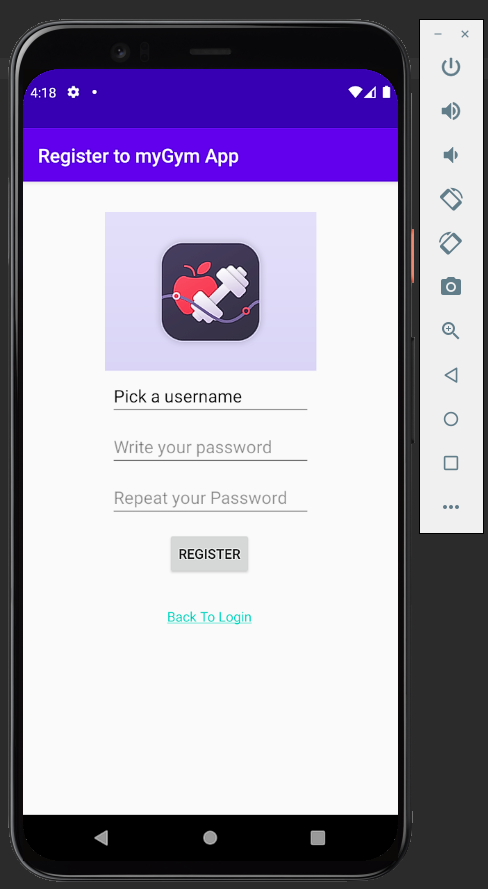 4:18
Register to myGym App
Pick a username
Write your password
Repeat your Password
REGISTER
Back To Login